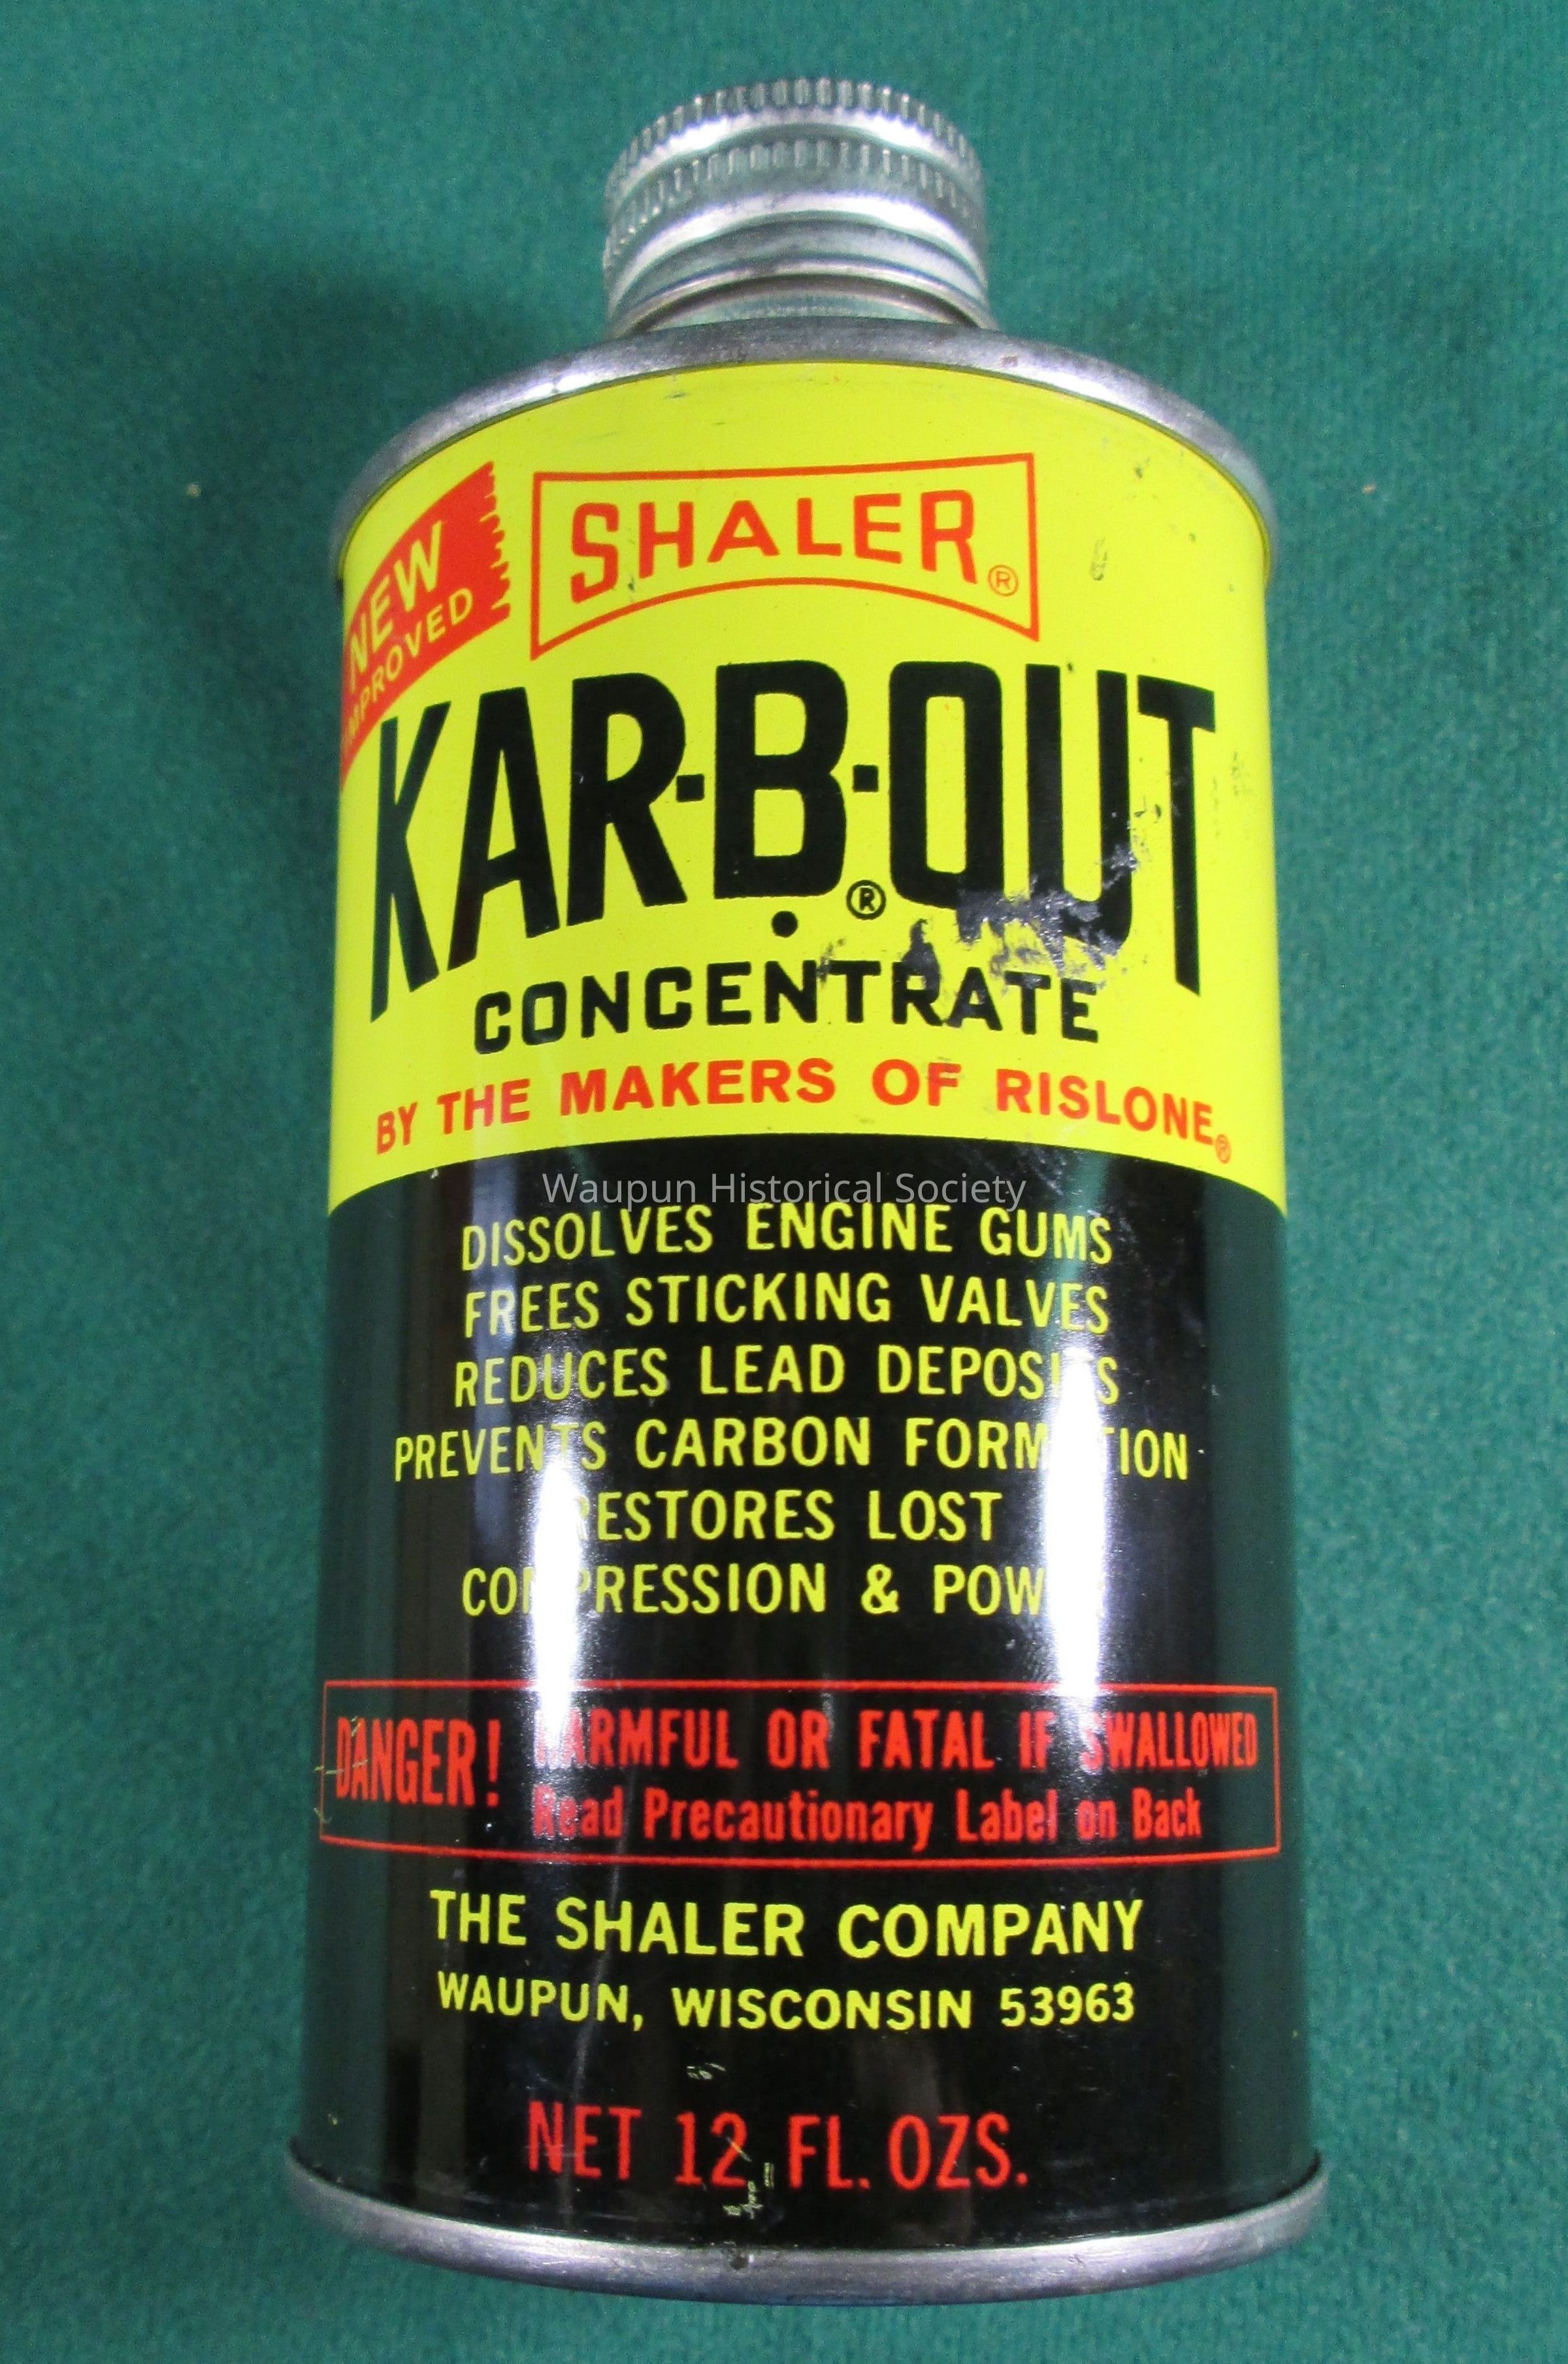 NEW
IMPROVED
SHALER®
KAR-B-OUT®
CONCENTRATE
BY THE MAKERS OF RISLONE®
Waupun Historical Society
DISSOLVES ENGINE GUMS
FREES STICKING VALVES
REDUCES LEAD DEPOSITS
PREVENTS CARBON FORMATION
RESTORES LOST
COMPRESSION & POWER
DANGER! HARMFUL OR FATAL IF SWALLOWED
Read Precautionary Label on Back
THE SHALER COMPANY
WAUPUN, WISCONSIN 53963
NET 12 FL. OZS.